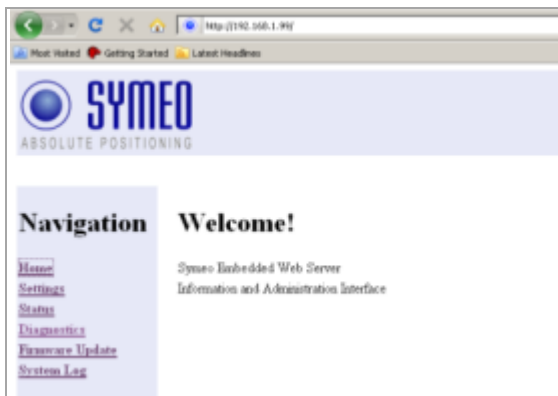 http://192.168.1.99/
Most Visited Getting Started Latest Headlines
SYMEO
ABSOLUTE POSITIONING
Navigation
Home
Settings
Status
Diagnostics
Firmware Update
System Log
Welcome!
Symeo Embedded Web Server
Information and Administration Interface